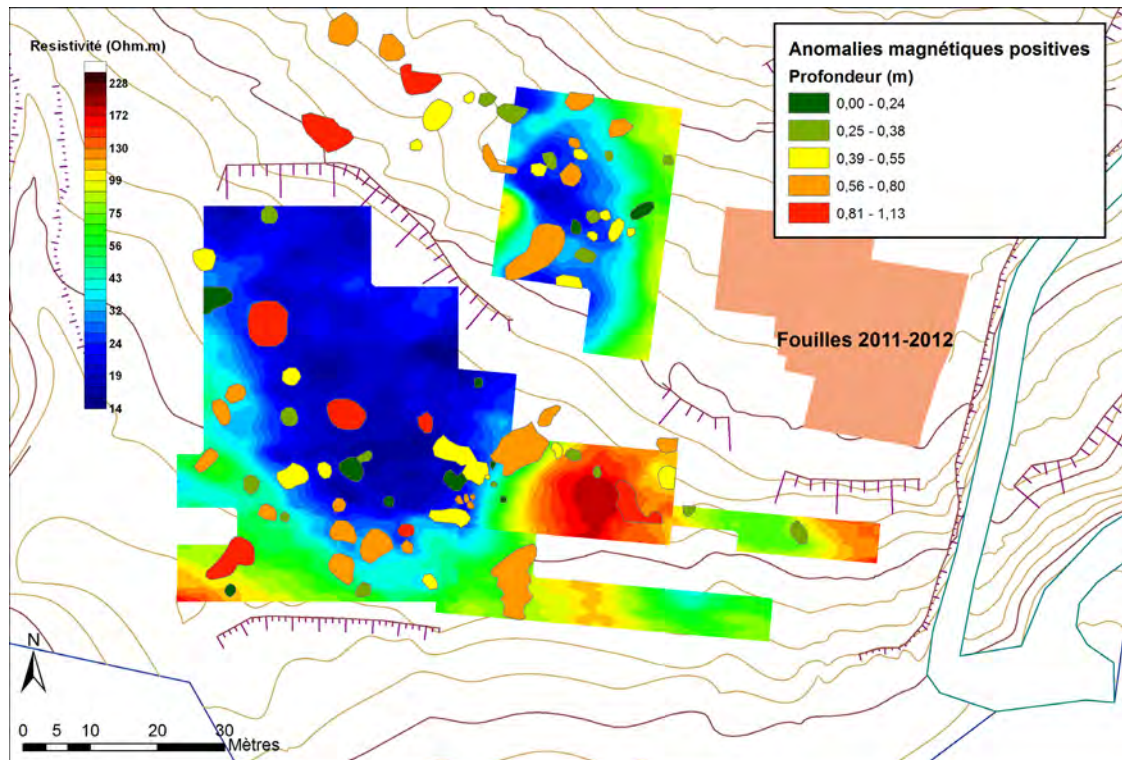 Resistivité (Ohm.m)
228
172
130
99
75
56
43
32
24
19
14
Anomalies magnétiques positives
Profondeur (m)
0,00 - 0,24
0,25 - 0,38
0,39 - 0,55
0,56 - 0,80
0,81 - 1,13
Fouilles 2011-2012
N
0 5 10 20 30
Mètres